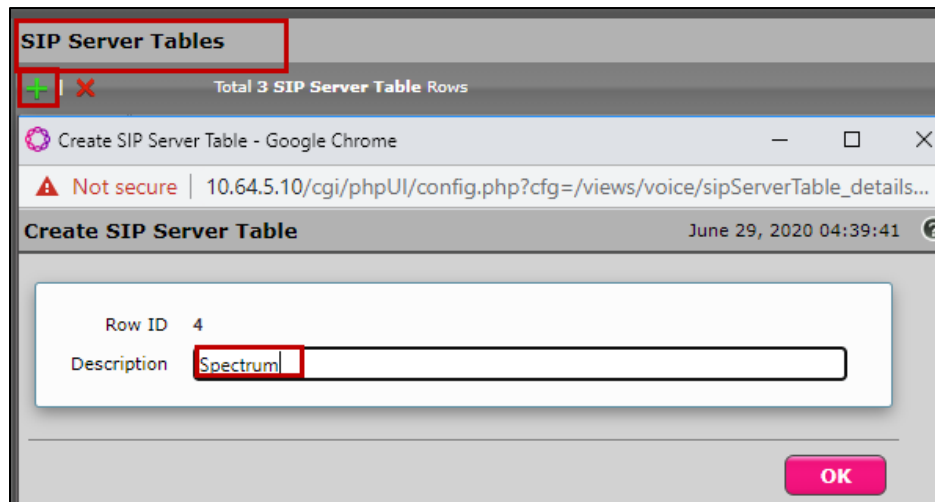 SIP Server Tables
Total 3 SIP Server Table Rows
Create SIP Server Table - Google Chrome
Not secure | 10.64.5.10/cgi/phpUI/config.php?cfg=/views/voice/sipServerTable_details...
Create SIP Server Table June 29, 2020 04:39:41 ?
Row ID 4
Description Spectrum
OK